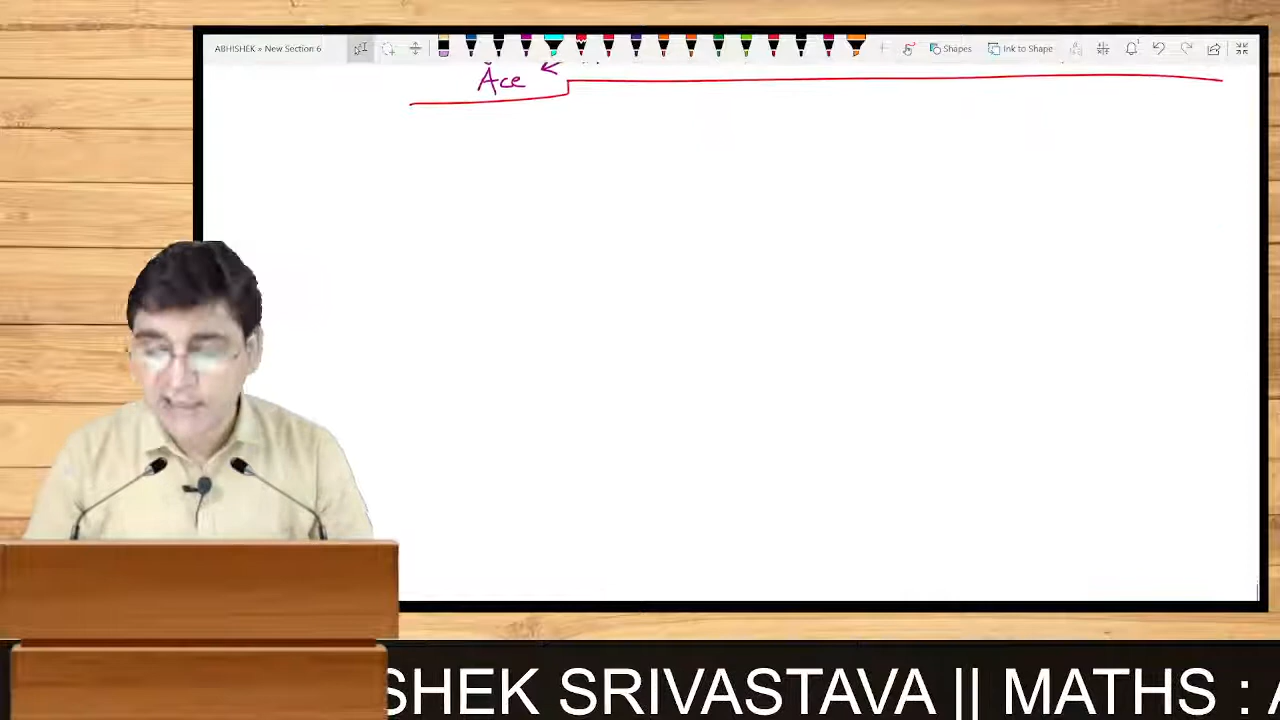 ABHISHEK » New Section 6
Shapes
Ink to Shape
Ace
SHEK SRIVASTAVA || MATHS : A